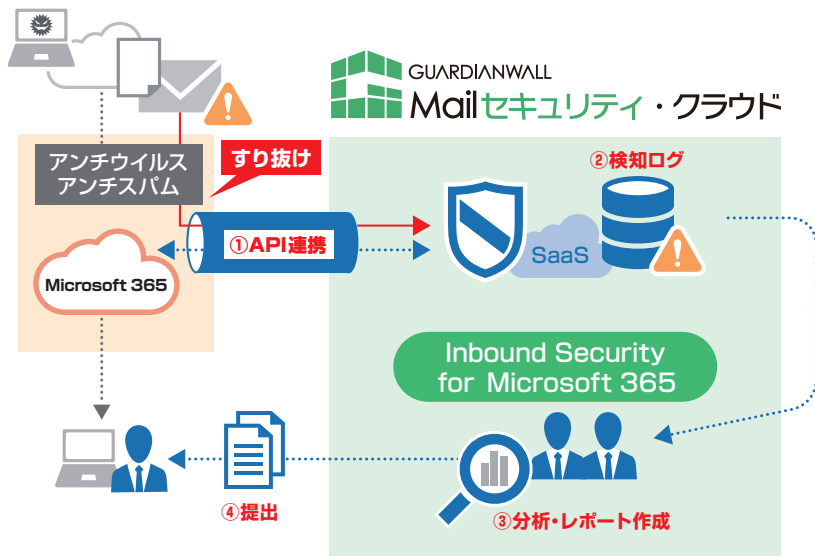 GUARDIANWALL
Mailセキュリティ・クラウド
アンチウイルス
アンチスパム
すり抜け
②検知ログ
①API連携
SaaS
Microsoft 365
Inbound Security
for Microsoft 365
④提出
③分析・レポート作成